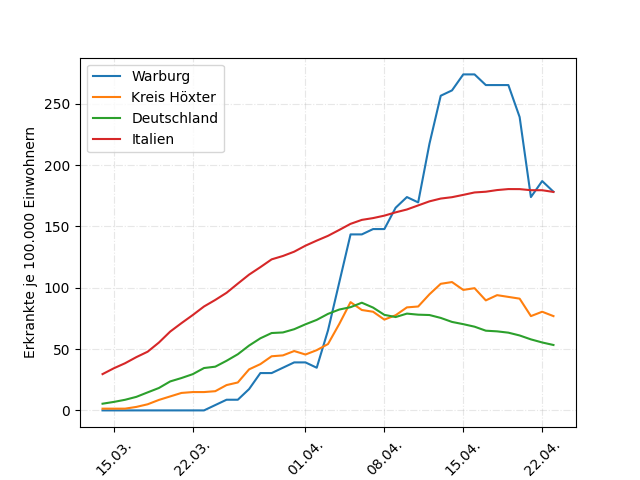 Warburg
Kreis Höxter
Deutschland
Italien
Erkrankte je 100.000 Einwohnern
250
200
150
100
50
0
15.03.
22.03.
01.04.
08.04.
15.04.
22.04.